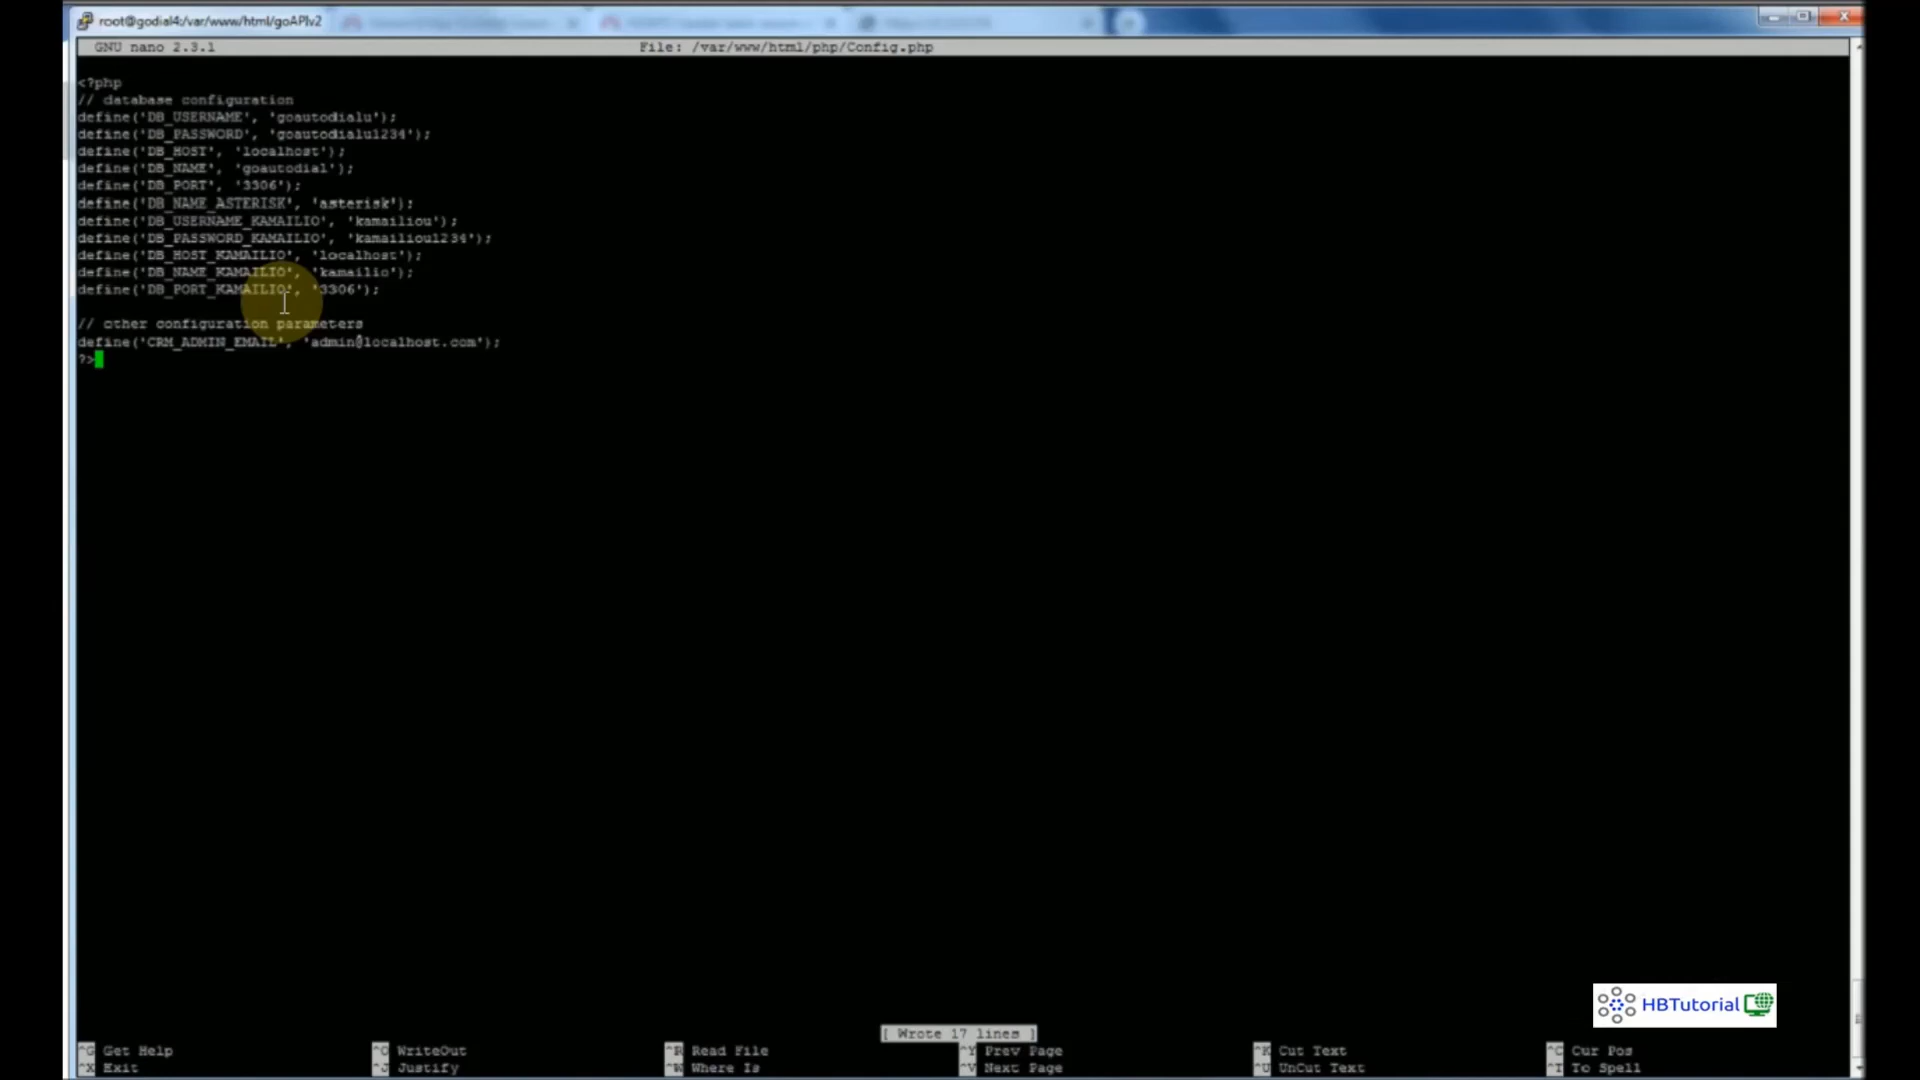 root@godial4:/var/www/html/goAPIv2
GNU nano 2.3.1 File: /var/www/html/php/Config.php
<?php
// database configuration
define('DB_USERNAME', 'goautodialu');
define('DB_PASSWORD', 'goautodialu1234');
define('DB_HOST', 'localhost');
define('DB_NAME', 'goautodial');
define('DB_PORT', '3306');
define('DB_NAME_ASTERISK', 'asterisk');
define('DB_USERNAME_KAMAILIO', 'kamailiou');
define('DB_PASSWORD_KAMAILIO', 'kamailiou1234');
define('DB_HOST_KAMAILIO', 'localhost');
define('DB_NAME_KAMAILIO', 'kamailio');
define('DB_PORT_KAMAILIO', '3306');
// other configuration parameters
define('CRM_ADMIN_EMAIL', 'admin@localhost.com');
?>
HBTutorial
[ Wrote 17 lines ]
^G Get Help ^O WriteOut ^R Read File ^Y Prev Page ^K Cut Text ^C Cur Pos
^X Exit ^J Justify ^W Where Is ^V Next Page ^U UnCut Text ^T To Spell